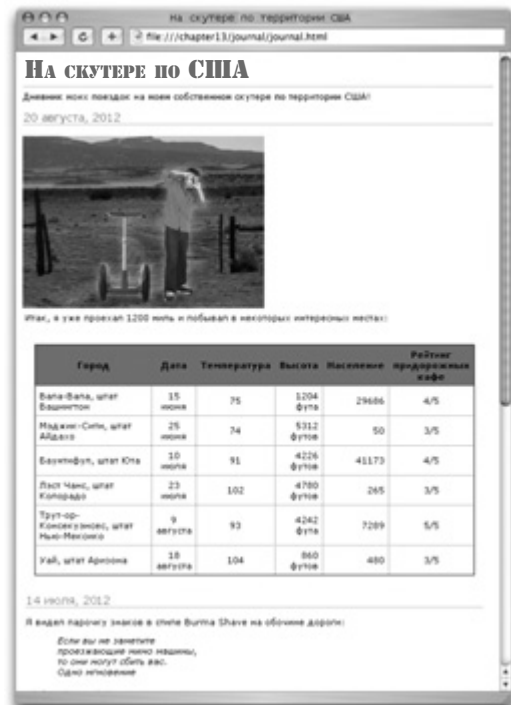 На скутере по территории США
file:///chapter13/journal/journal.html
На скутере по США
Дневник моих поездок на моем собственном скутере по территории США!
20 августа, 2012
Итак, я уже проехал 1200 миль и побывал в некоторых интересных местах:
Город Дата Температура Высота Население Рейтинг придорожных кафе
Вала-Вала, штат Вашингтон 15 июня 75 1204 фута 29686 4/5
Мэджик-Сити, штат Айдахо 25 июня 74 5312 футов 50 3/5
Баунтифул, штат Юта 10 июля 91 4226 футов 41173 4/5
Ласт Чанс, штат Колорадо 23 июля 102 4780 футов 265 3/5
Трут-ор-Консекуэнсес, штат Нью-Мексико 9 августа 93 4242 фута 7289 5/5
Уай, штат Аризона 18 августа 104 860 футов 480 3/5
14 июля, 2012
Я видел парочку знаков в стиле Burma Shave на обочине дороги:
Если вы не заметите
проезжающие мимо машины,
то они могут сбить вас.
Одно мгновение